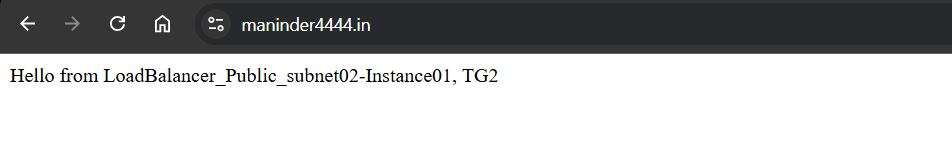 maninder4444.in
Hello from LoadBalancer_Public_subnet02-Instance01, TG2